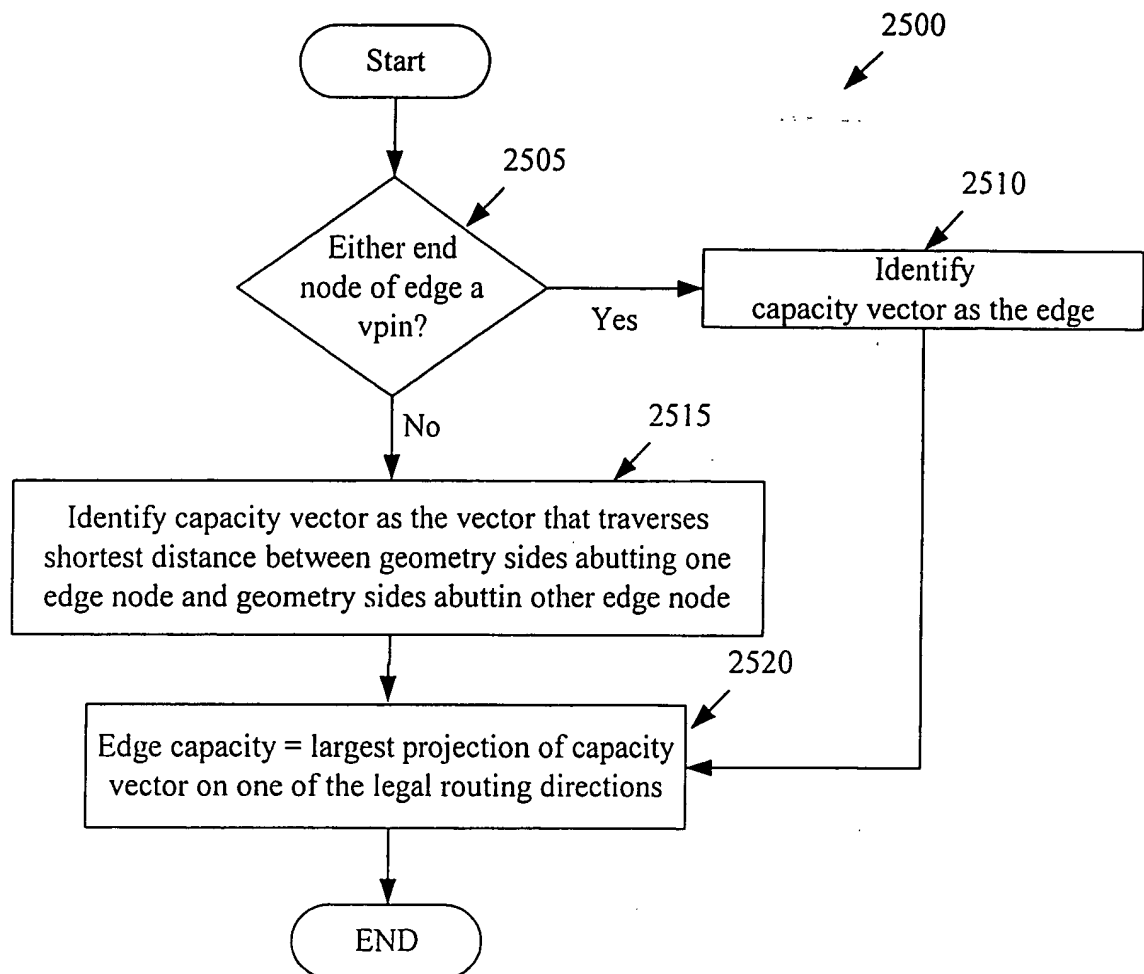 2500
Start
2505
Either end
node of edge a
vpin?
Yes
2510
Identify
capacity vector as the edge
No
2515
Identify capacity vector as the vector that traverses
shortest distance between geometry sides abutting one
edge node and geometry sides abuttin other edge node
2520
Edge capacity = largest projection of capacity
vector on one of the legal routing directions
END